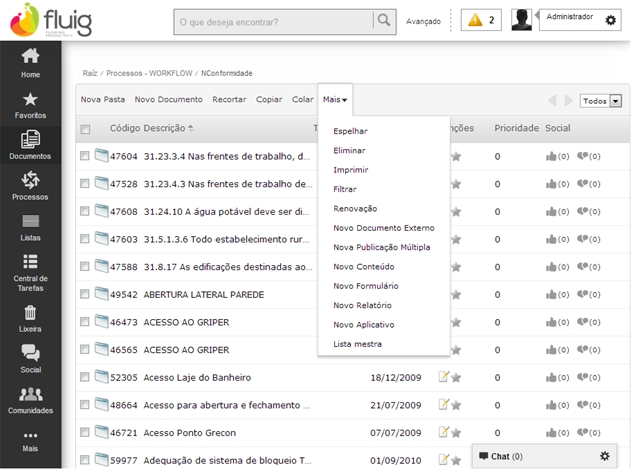 fluig
O que deseja encontrar?
Avançado
2
Administrador
Home
Favoritos
Documentos
Processos
Listas
Central de
Tarefas
Lixeira
Social
Comunidades
Mais
Raíz / Processos - WORKFLOW / NConformidade
Nova Pasta Novo Documento Recortar Copiar Colar Mais Todos
Código Descrição T nções Prioridade Social
47604 31.23.3.4 Nas frentes de trabalho, d... 0 (0) (0)
47528 31.23.4.3 Nas frentes de trabalho de... 0 (0) (0)
47608 31.24.10 A água potável deve ser di... 0 (0) (0)
47603 31.5.1.3.6 Todo estabelecimento rur... 0 (0) (0)
47588 31.8.17 As edificações destinadas ao... 0 (0) (0)
49542 ABERTURA LATERAL PAREDE 0 (0) (0)
46473 ACESSO AO GRIPER 0 (0) (0)
46565 ACESSO AO GRIPER 0 (0) (0)
52305 Acesso Laje do Banheiro 18/12/2009 0 (0) (0)
48664 Acesso para abertura e fechamento ... 21/07/2009 0 (0) (0)
46721 Acesso Ponto Grecon 07/07/2009 0 (0) (0)
59977 Adequação de sistema de bloqueio T... 01/09/2010
Espelhar
Eliminar
Imprimir
Filtrar
Renovação
Novo Documento Externo
Nova Publicação Múltipla
Novo Conteúdo
Novo Formulário
Novo Relatório
Novo Aplicativo
Lista mestra
Chat (0)